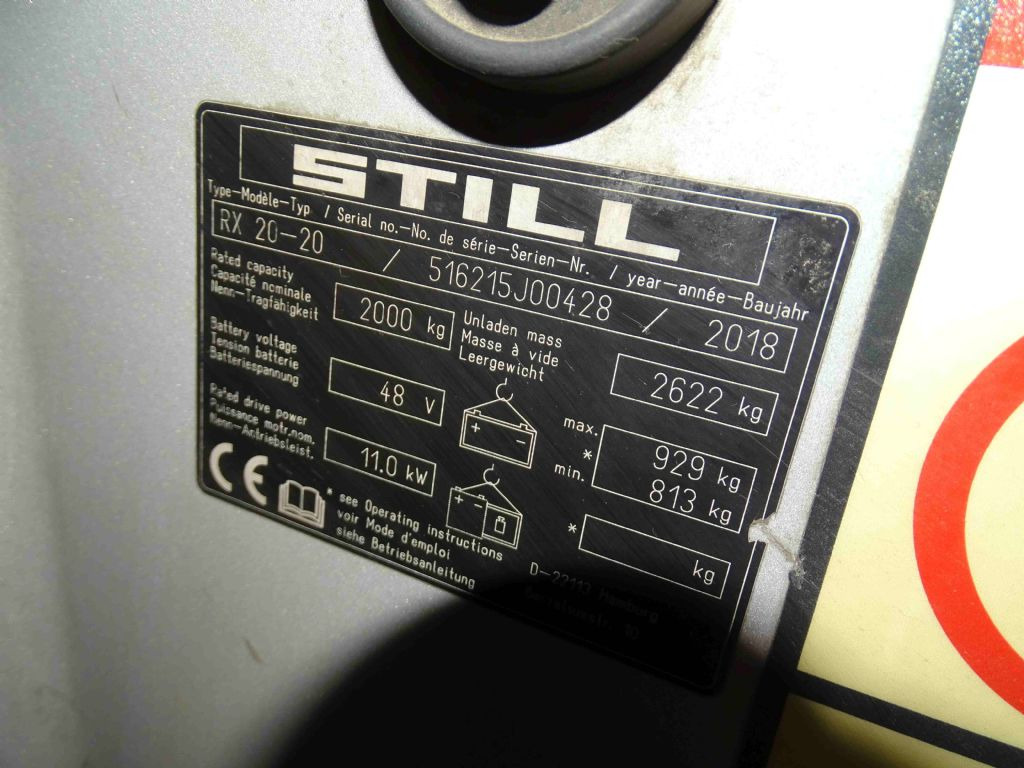 STILL
Type-Modèle-Typ / Serial no.-No. de série-Serien-Nr. / year-année-Baujahr
RX 20-20 / 516215J00428 / 2018
Rated capacity
Capacité nominale
Nenn-Tragfähigkeit
2000 kg
Unladen mass
Masse à vide
Leergewicht
2622 kg
Battery voltage
Tension batterie
Batteriespannung
48 V
+ -
max. 929 kg
*
min. 813 kg
Rated drive power
Puissance motr.nom.
Nenn-Antriebsleist.
11.0 kW
+ -
* kg
CE
* see Operating instructions
voir Mode d'emploi
siehe Betriebsanleitung
D-22113 Hamburg
10